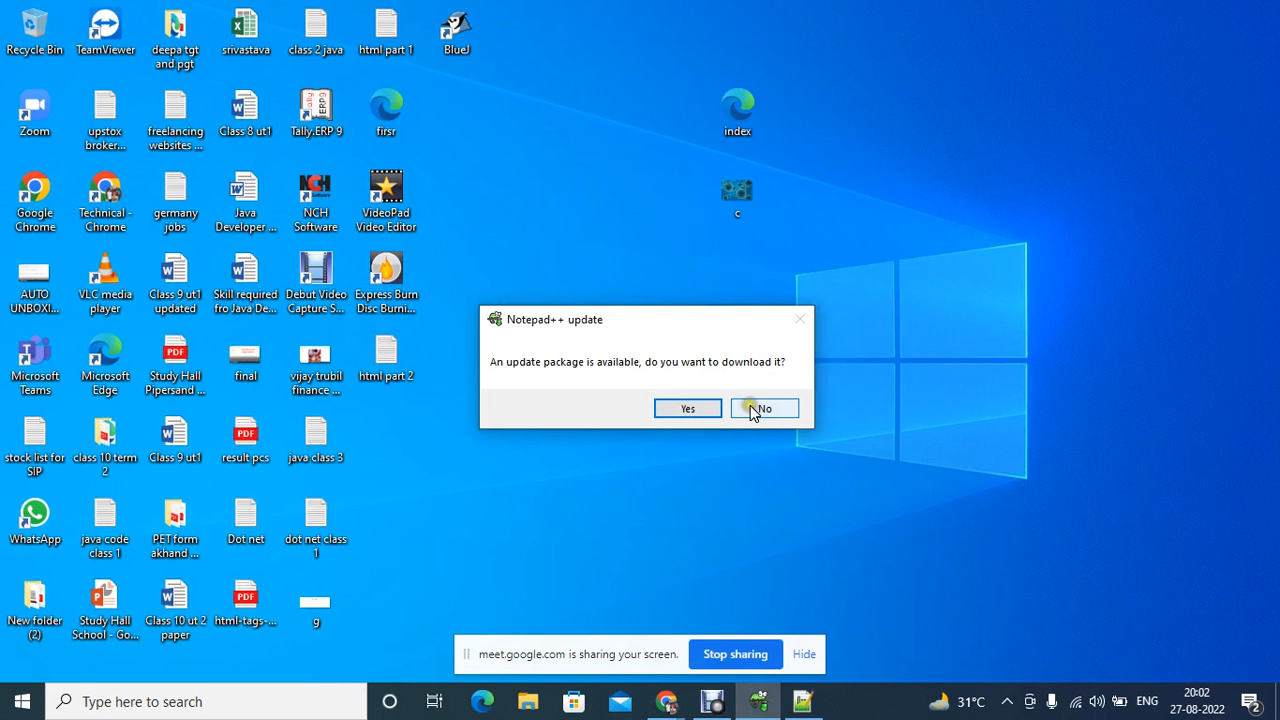 Recycle Bin
TeamViewer
deepa tgt
and pgt
srivastava
class 2 java
html part 1
BlueJ
Zoom
upstox
broker...
freelancing
websites ...
Class 8 ut1
Tally.ERP 9
firsr
index
Google
Chrome
Technical -
Chrome
germany
jobs
Java
Developer ...
NCH
Software
VideoPad
Video Editor
c
AUTO
UNBOXI...
VLC media
player
Class 9 ut1
updated
Skill required
fro Java De...
Debut Video
Capture S...
Express Burn
Disc Burni...
Notepad++ update
An update package is available, do you want to download it?
Yes
No
Microsoft
Teams
Microsoft
Edge
Study Hall
Pipersand ...
final
vijay trubil
finance ...
html part 2
stock list for
SIP
class 10 term
2
Class 9 ut1
result pcs
java class 3
WhatsApp
java code
class 1
PET form
akhand ...
Dot net
dot net class
1
New folder
(2)
Study Hall
School - Go...
Class 10 ut 2
paper
html-tags-...
g
meet.google.com is sharing your screen.
Stop sharing
Hide
Type here to search
31°C
ENG
20:02
27-08-2022
2